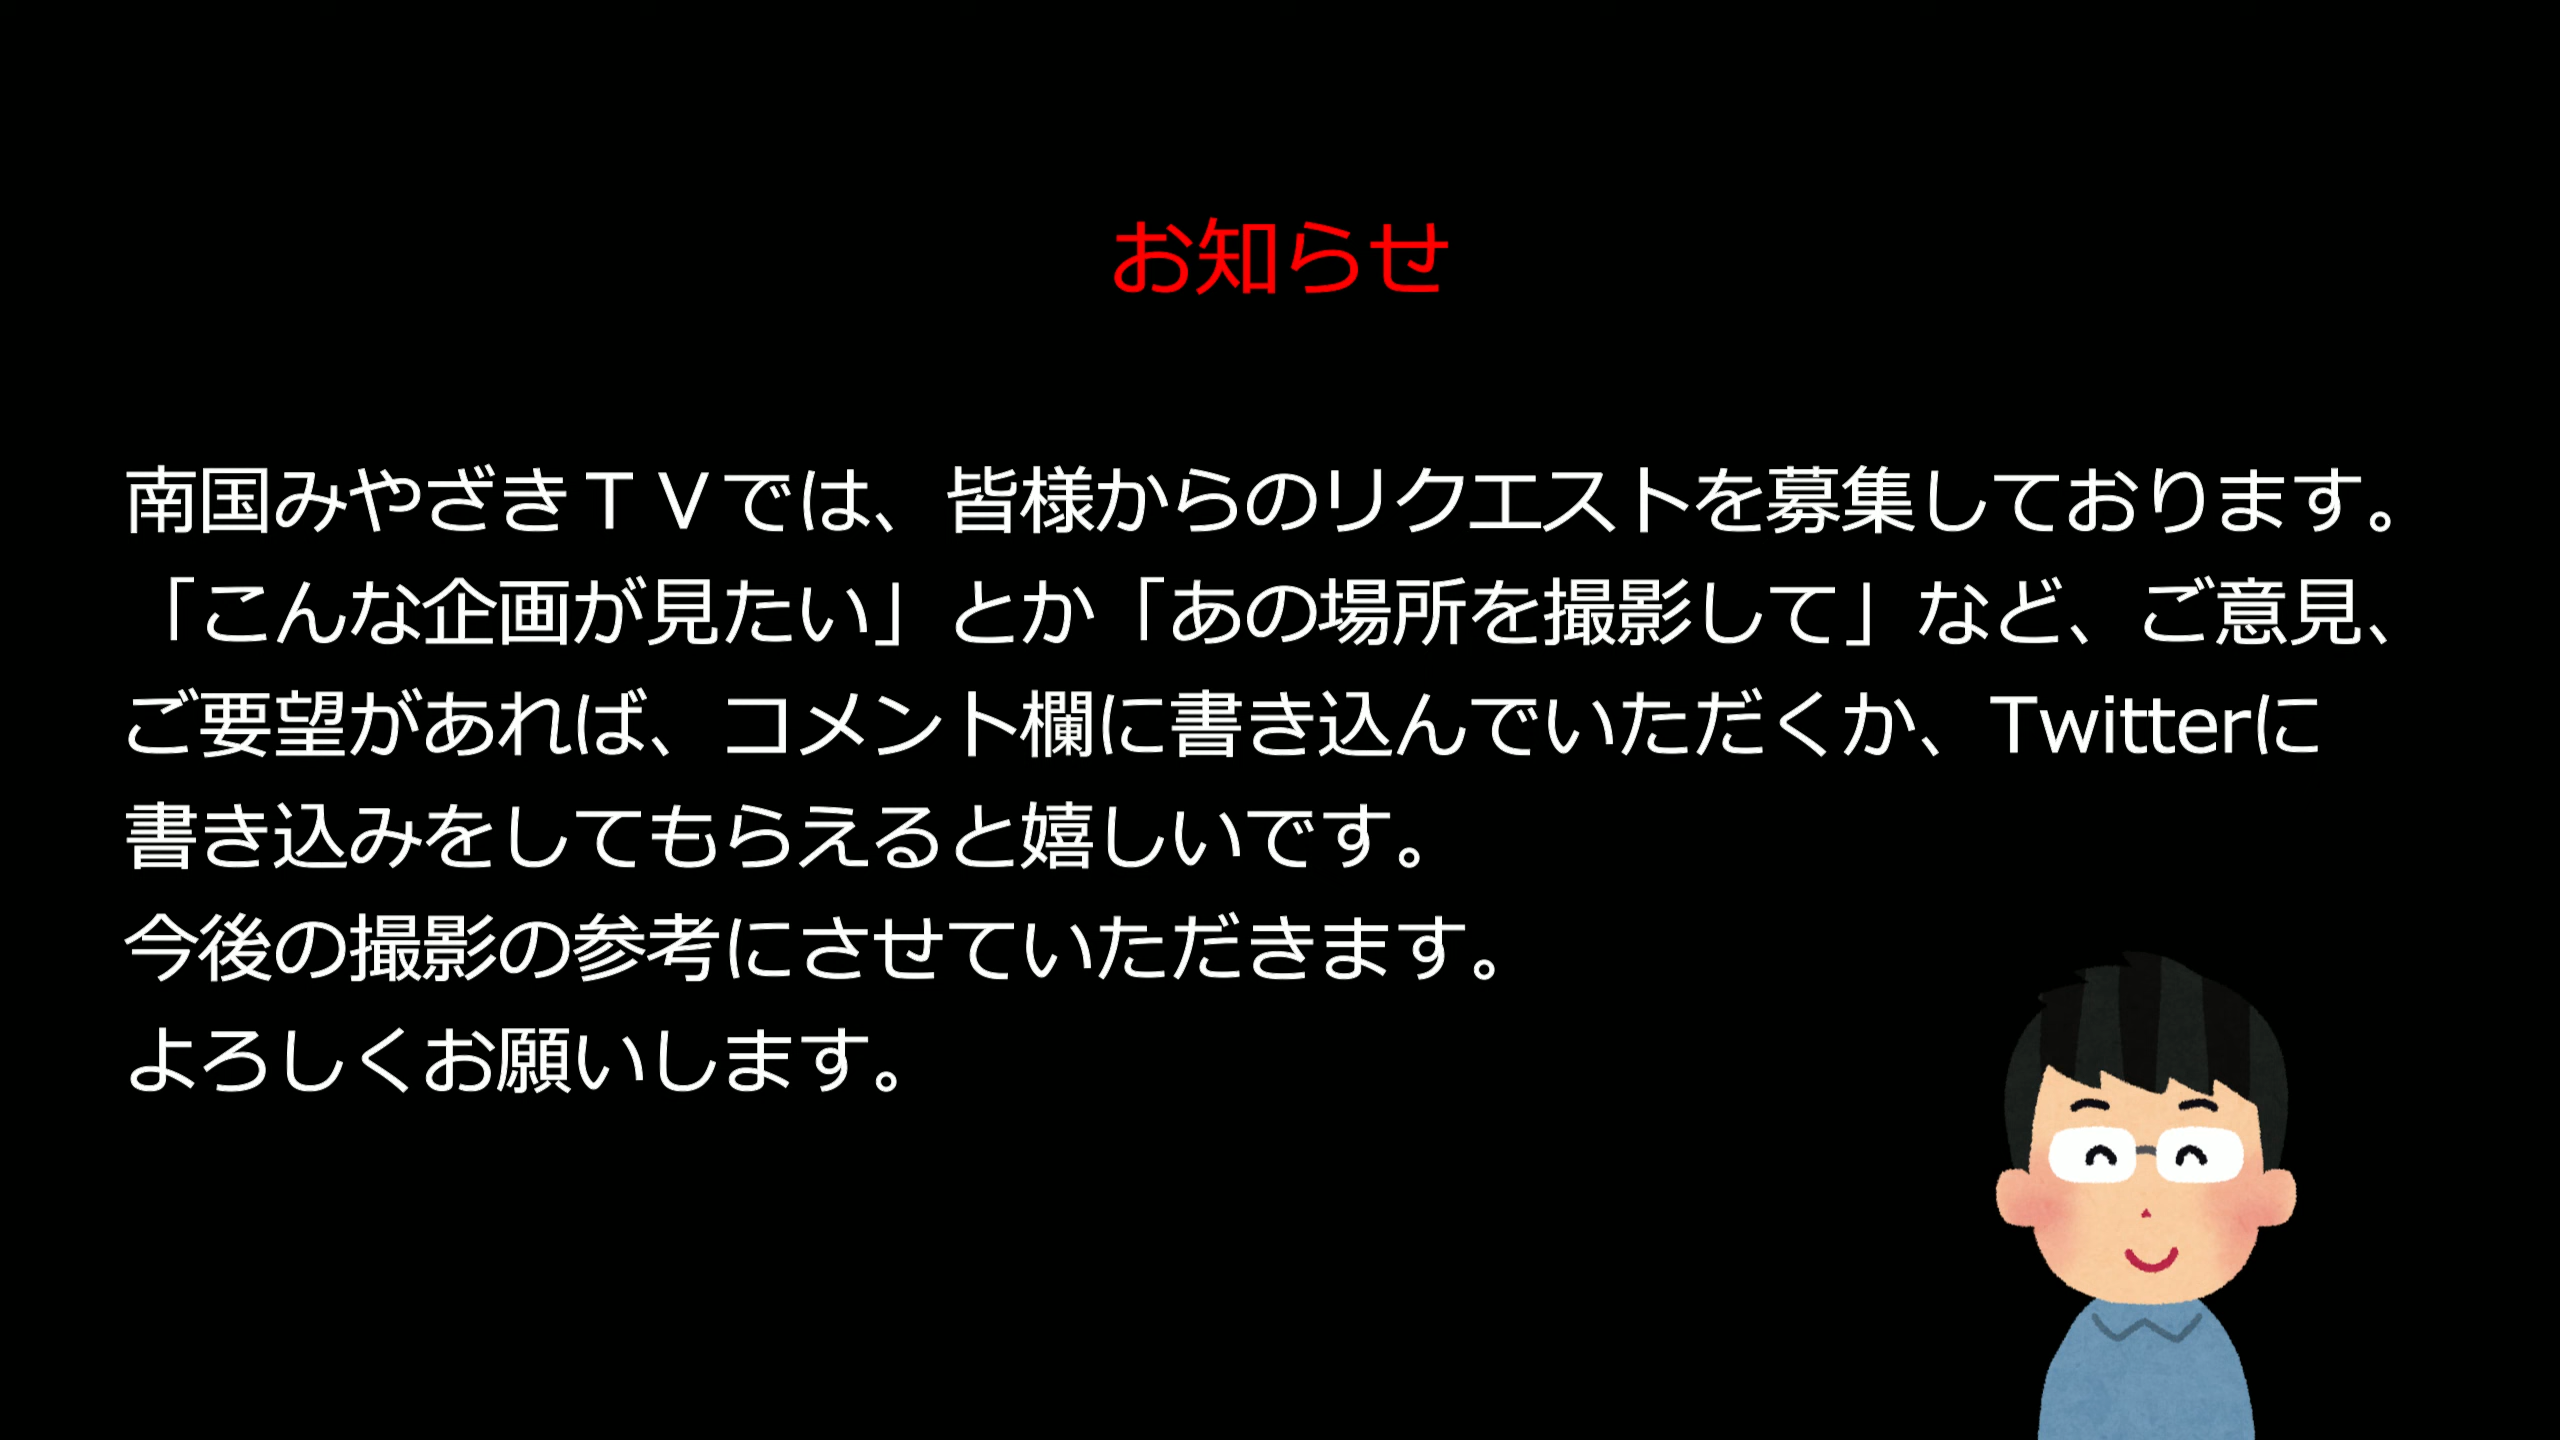 お知らせ
南国みやざきＴＶでは、皆様からのリクエストを募集しております。
「こんな企画が見たい」とか「あの場所を撮影して」など、ご意見、
ご要望があれば、コメント欄に書き込んでいただくか、Twitterに
書き込みをしてもらえると嬉しいです。
今後の撮影の参考にさせていただきます。
よろしくお願いします。